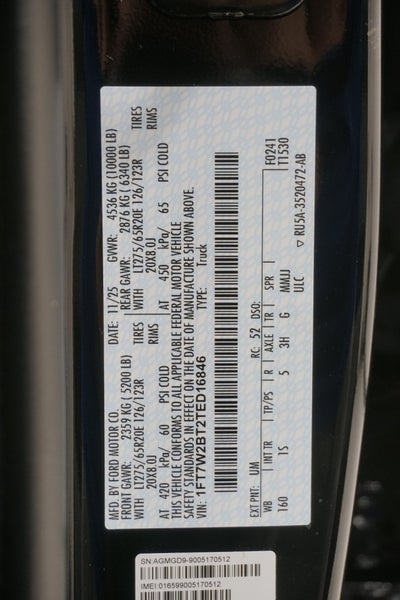 MFD. BY FORD MOTOR CO. DATE: 11/25 GVWR: 4536 KG (10000 LB)
FRONT GAWR: 2359 KG (5200 LB) REAR GAWR: 2876 KG (6340 LB)
WITH LT275/65R20E 126/123R TIRES WITH LT275/65R20E 126/123R TIRES
20X8.0J RIMS 20X8.0J RIMS
AT 420 kPa/ 60 PSI COLD AT 450 kPa/ 65 PSI COLD
THIS VEHICLE CONFORMS TO ALL APPLICABLE FEDERAL MOTOR VEHICLE
SAFETY STANDARDS IN EFFECT ON THE DATE OF MANUFACTURE SHOWN ABOVE.
VIN: 1FT7W2BT2TED16846 TYPE: Truck
EXT PNT: UM RC: 52 DSO: F0241
WB INT TR TP/PS R AXLE TR SPR T1530
160 1S 5 3H G MMJJ
ULC ▽ RU5A-3520472-AB
SN:AGMGD9-9005170512
IMEI:016599005170512